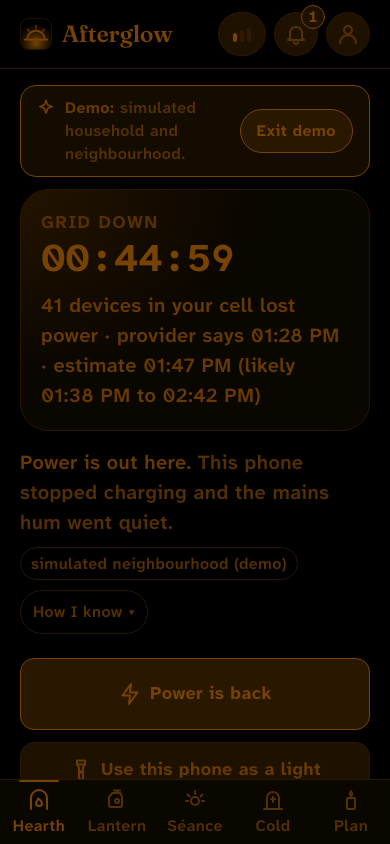 Afterglow
1
Demo: simulated
household and
neighbourhood.
Exit demo
GRID DOWN
00:44:59
41 devices in your cell lost
power · provider says 01:28 PM
· estimate 01:47 PM (likely
01:38 PM to 02:42 PM)
Power is out here. This phone
stopped charging and the mains
hum went quiet.
simulated neighbourhood (demo)
How I know ▾
Power is back
Use this phone as a light
Hearth
Lantern
Séance
Cold
Plan